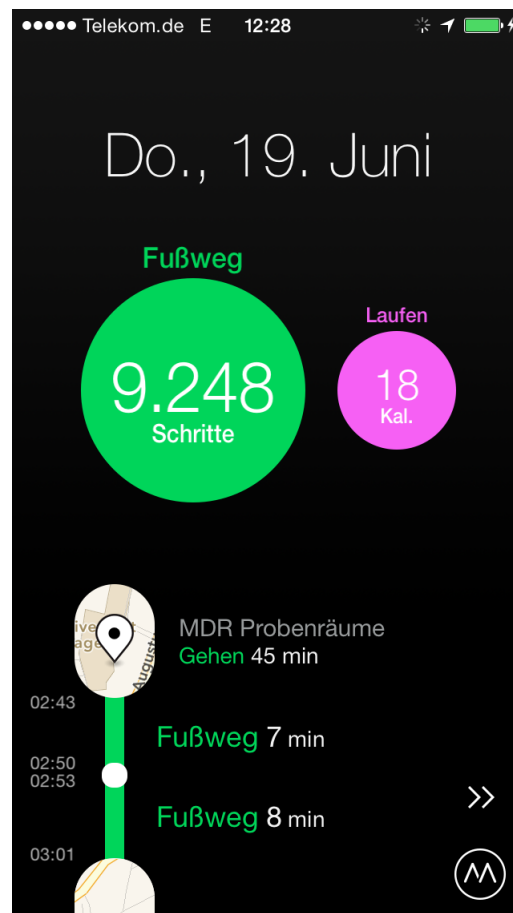 Telekom.de E 12:28
Do., 19. Juni
Fußweg
Laufen
9.248
Schritte
18
Kal.
MDR Probenräume
Gehen 45 min
02:43
Fußweg 7 min
02:50
02:53
Fußweg 8 min
03:01